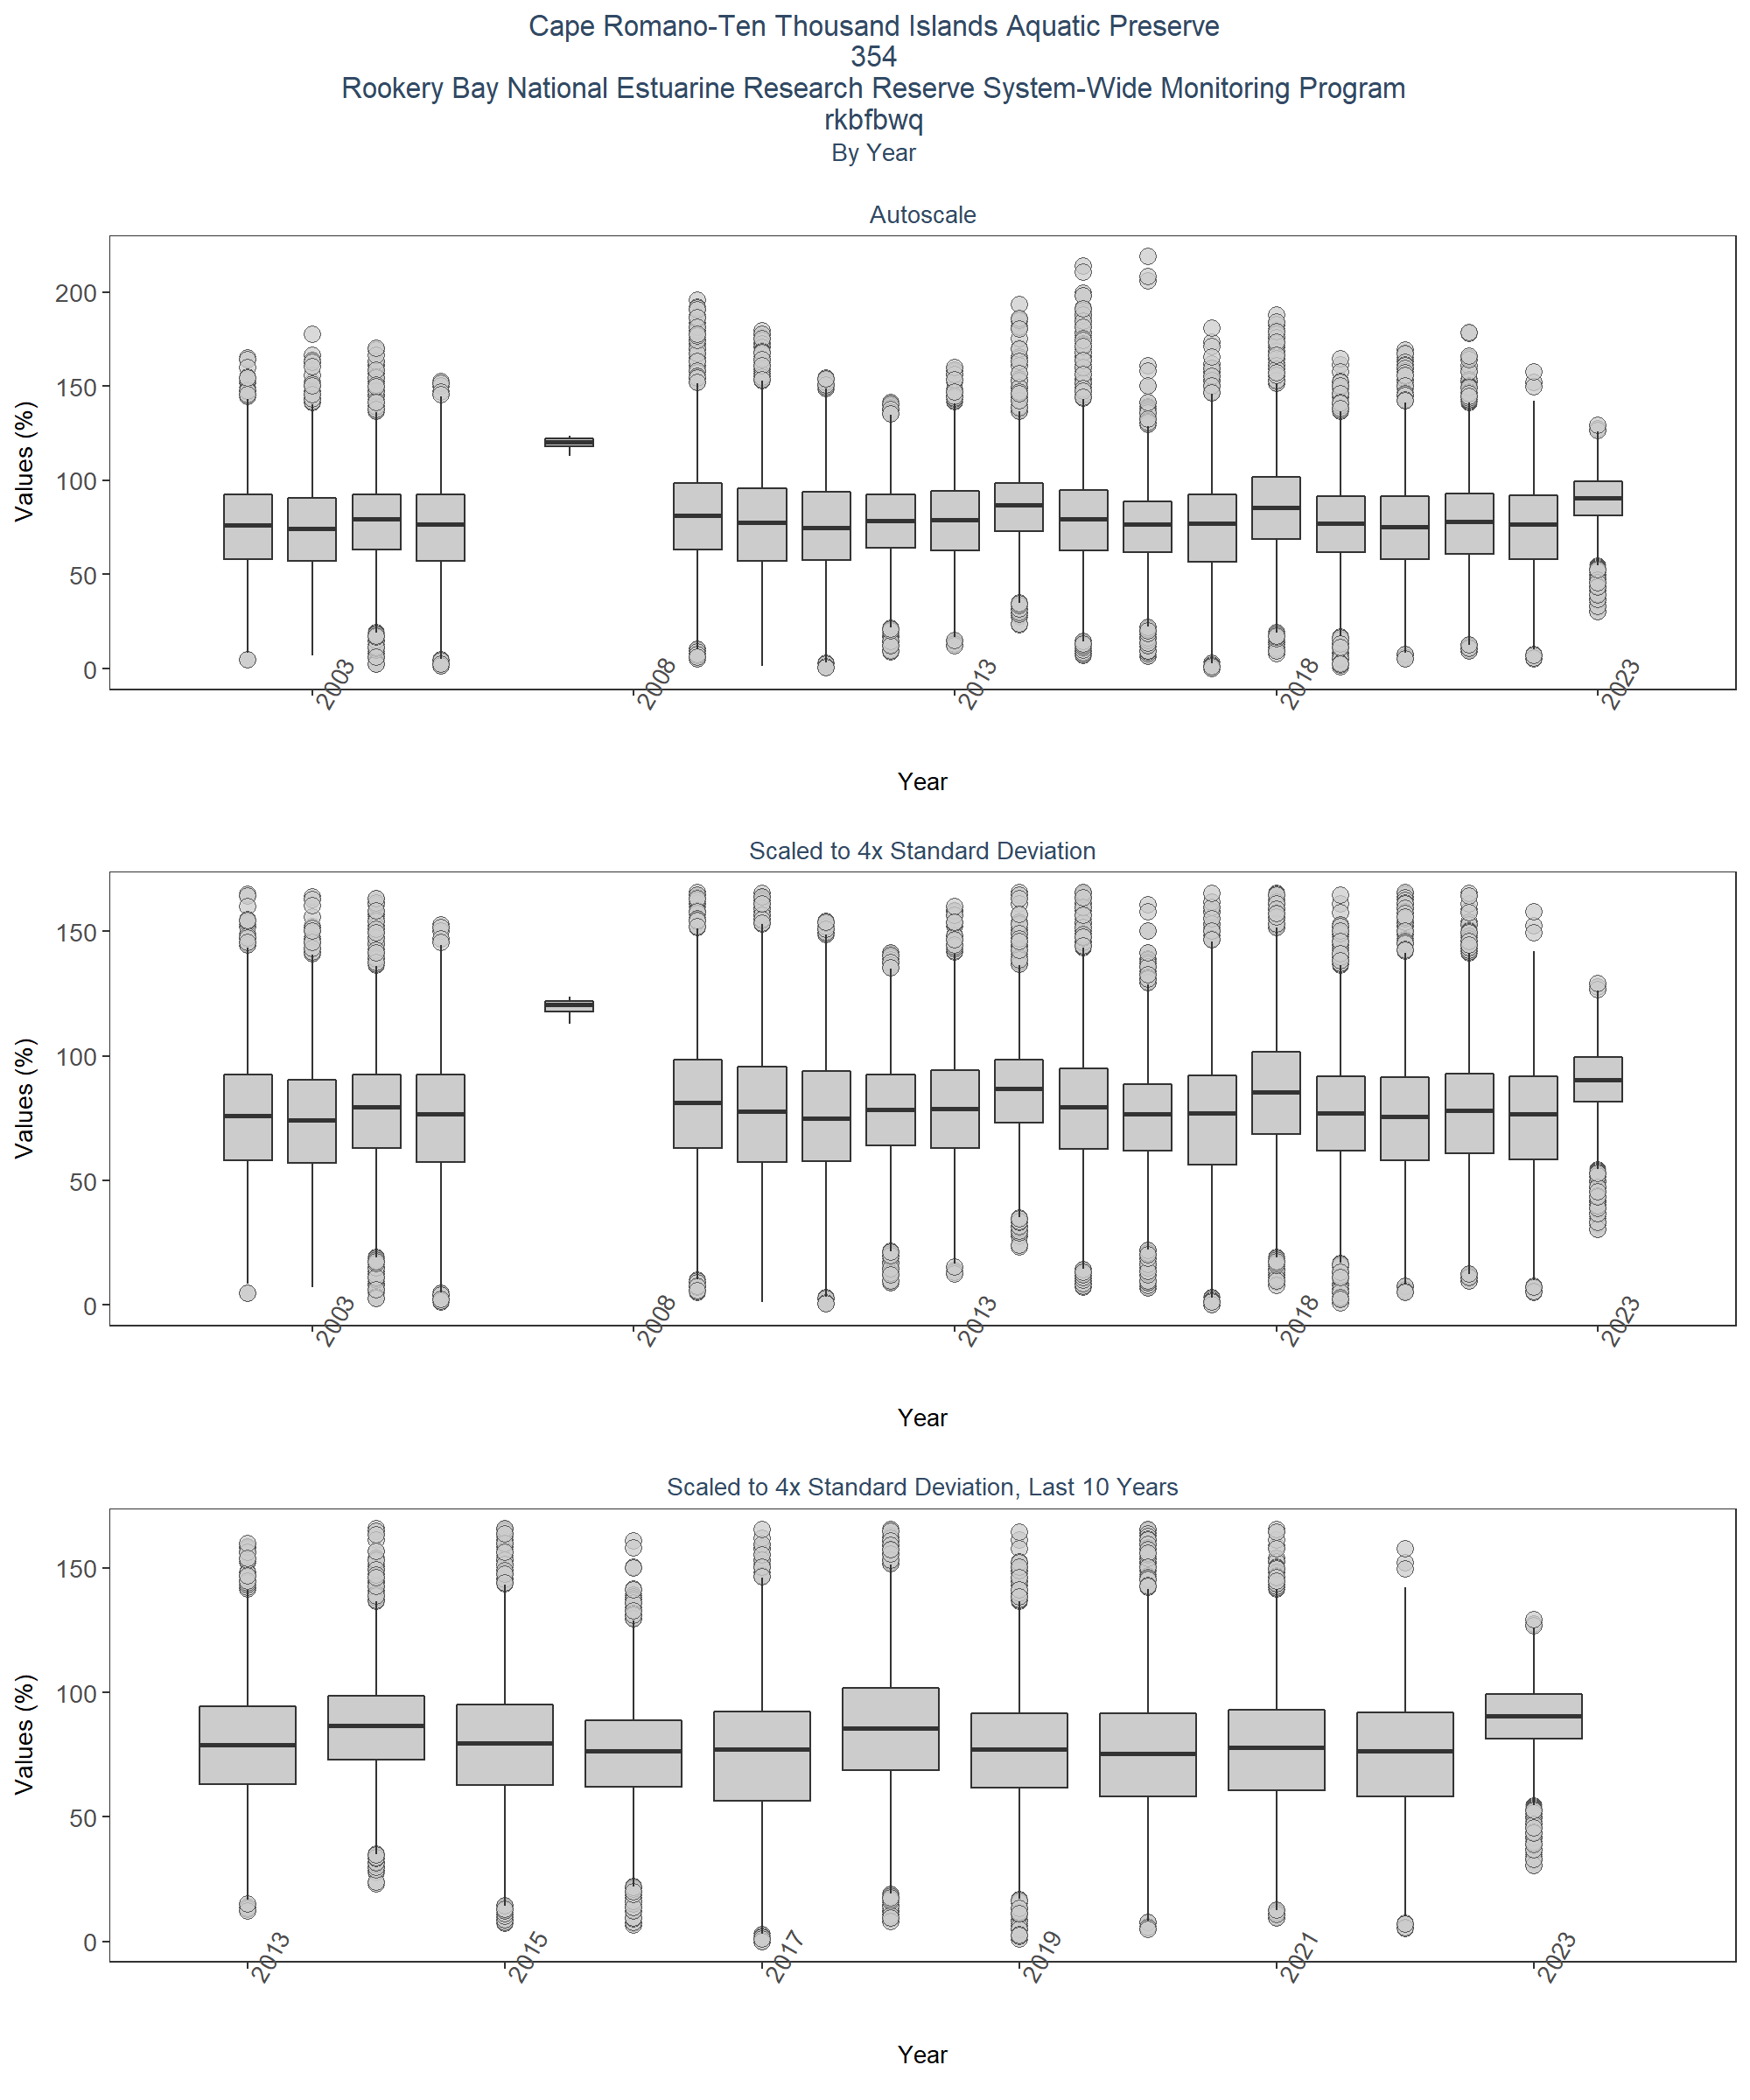 Cape Romano-Ten Thousand Islands Aquatic Preserve
354
Rookery Bay National Estuarine Research Reserve System-Wide Monitoring Program
rkbfbwq
By Year
Autoscale
Values (%)
200
150
100
50
0
2003
2008
2013
2018
2023
Year
Scaled to 4x Standard Deviation
Values (%)
150
100
50
0
2003
2008
2013
2018
2023
Year
Scaled to 4x Standard Deviation, Last 10 Years
Values (%)
150
100
50
0
2013
2015
2017
2019
2021
2023
Year